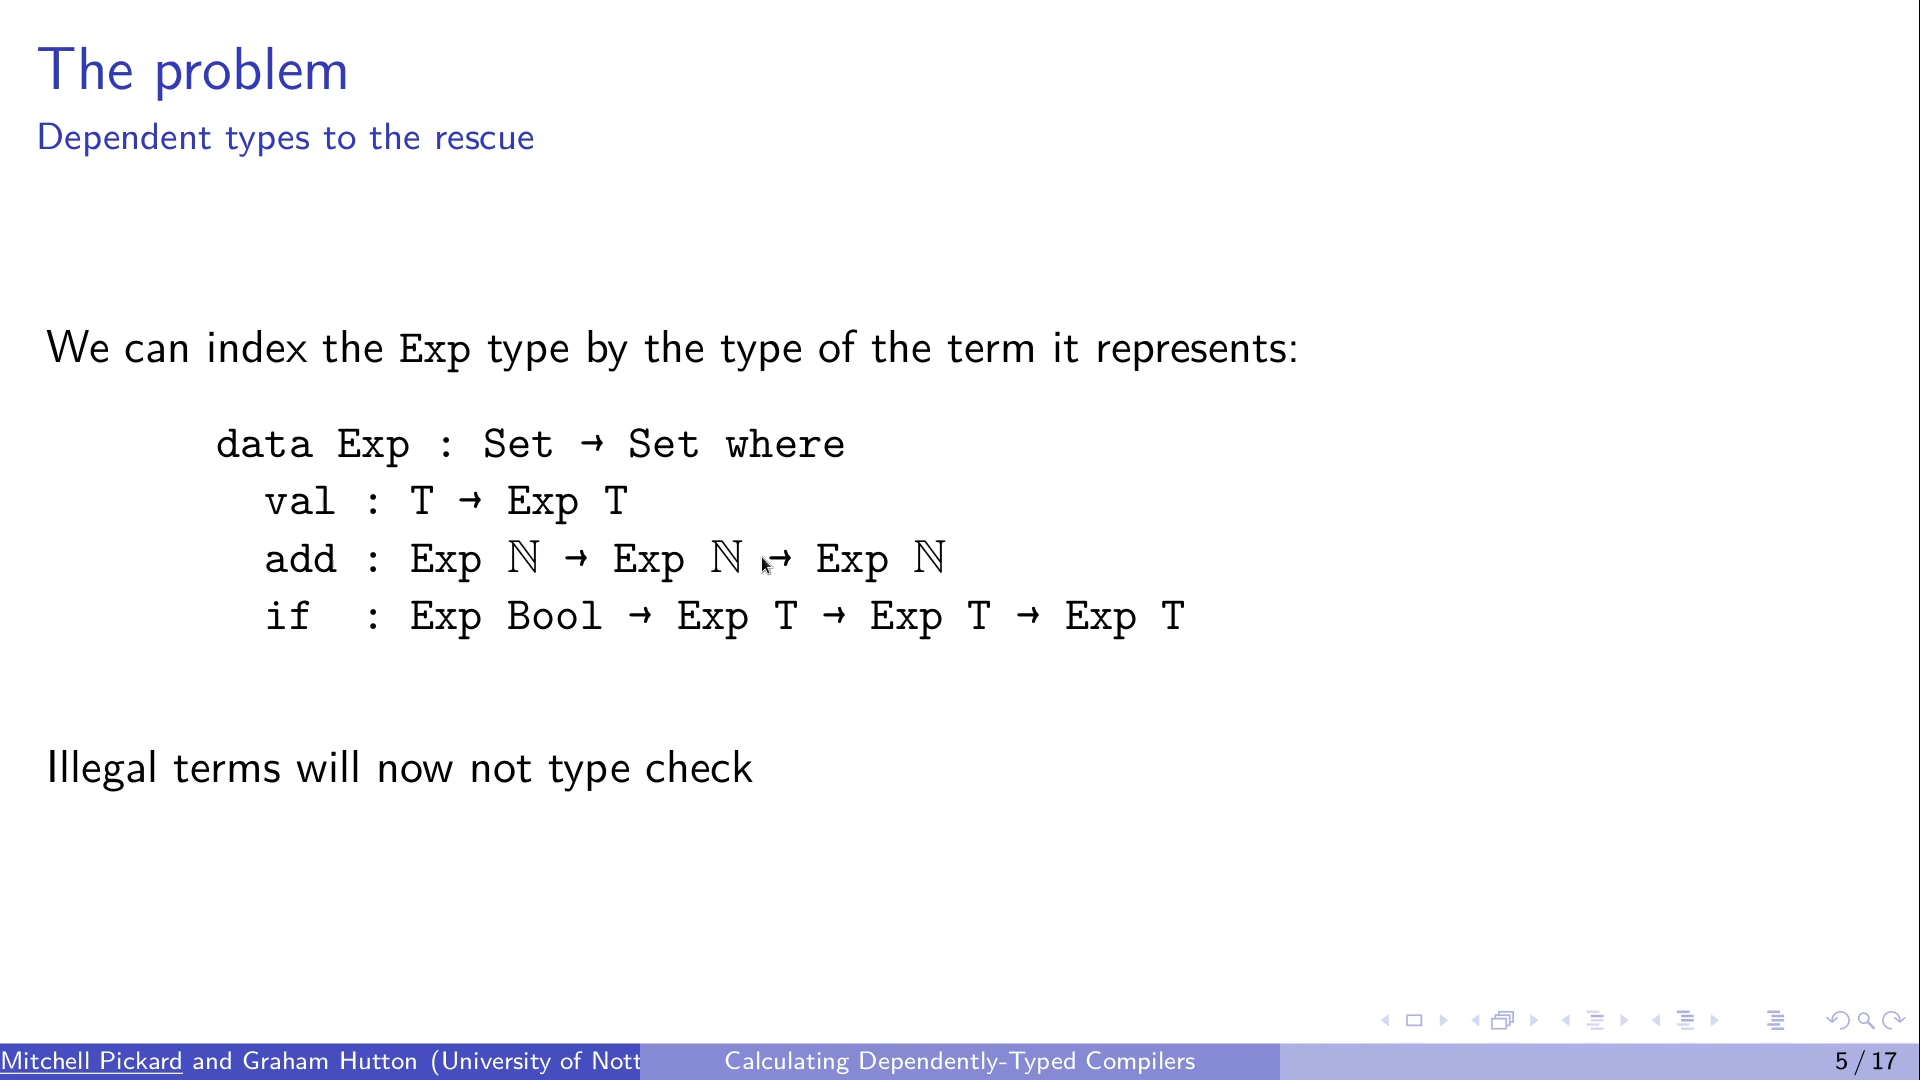 The problem
Dependent types to the rescue
We can index the Exp type by the type of the term it represents:
data Exp : Set → Set where
val : T → Exp T
add : Exp ℕ → Exp ℕ → Exp ℕ
if : Exp Bool → Exp T → Exp T → Exp T
Illegal terms will now not type check
Mitchell Pickard and Graham Hutton (University of Nott
Calculating Dependently-Typed Compilers
5 / 17